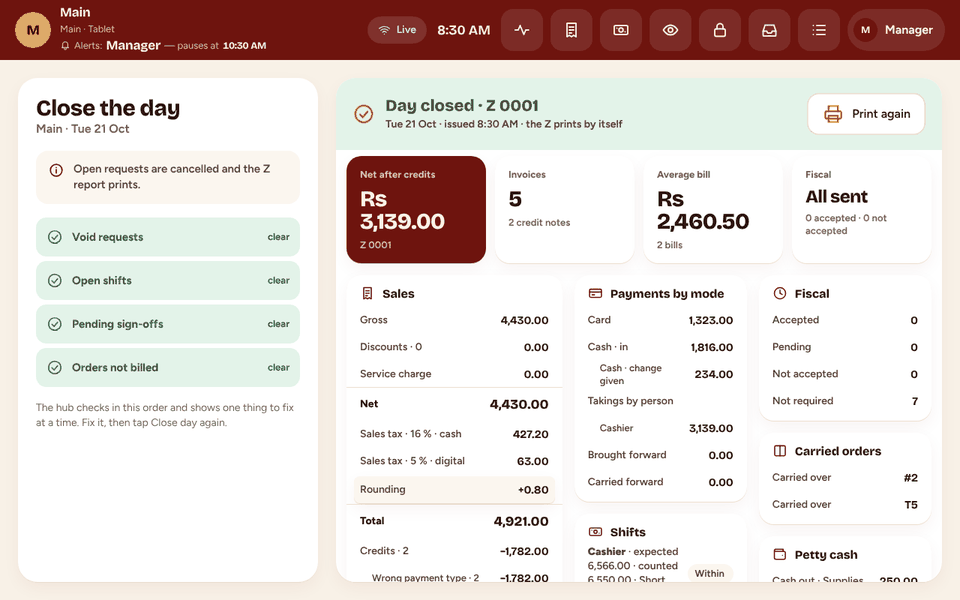 M
Main
Main · Tablet
Alerts: Manager — pauses at 10:30 AM
Live
8:30 AM
M
Manager
Close the day
Main · Tue 21 Oct
Open requests are cancelled and the Z
report prints.
Void requests clear
Open shifts clear
Pending sign-offs clear
Orders not billed clear
The hub checks in this order and shows one thing to fix
at a time. Fix it, then tap Close day again.
Day closed · Z 0001
Tue 21 Oct · issued 8:30 AM · the Z prints by itself
Print again
Net after credits
Rs
3,139.00
Z 0001
Invoices
5
2 credit notes
Average bill
Rs
2,460.50
2 bills
Fiscal
All sent
0 accepted · 0 not
accepted
Sales
Gross 4,430.00
Discounts · 0 0.00
Service charge 0.00
Net 4,430.00
Sales tax · 16 % · cash 427.20
Sales tax · 5 % · digital 63.00
Rounding +0.80
Total 4,921.00
Credits · 2 −1,782.00
Wrong payment type · 2 −1,782.00
Payments by mode
Card 1,323.00
Cash · in 1,816.00
Cash · change
given 234.00
Takings by person
Cashier 3,139.00
Brought forward 0.00
Carried forward 0.00
Shifts
Cashier · expected
6,566.00 · counted
6,550.00 · Short
Within
Fiscal
Accepted 0
Pending 0
Not accepted 0
Not required 7
Carried orders
Carried over #2
Carried over T5
Petty cash
Cash out · Supplies 250.00